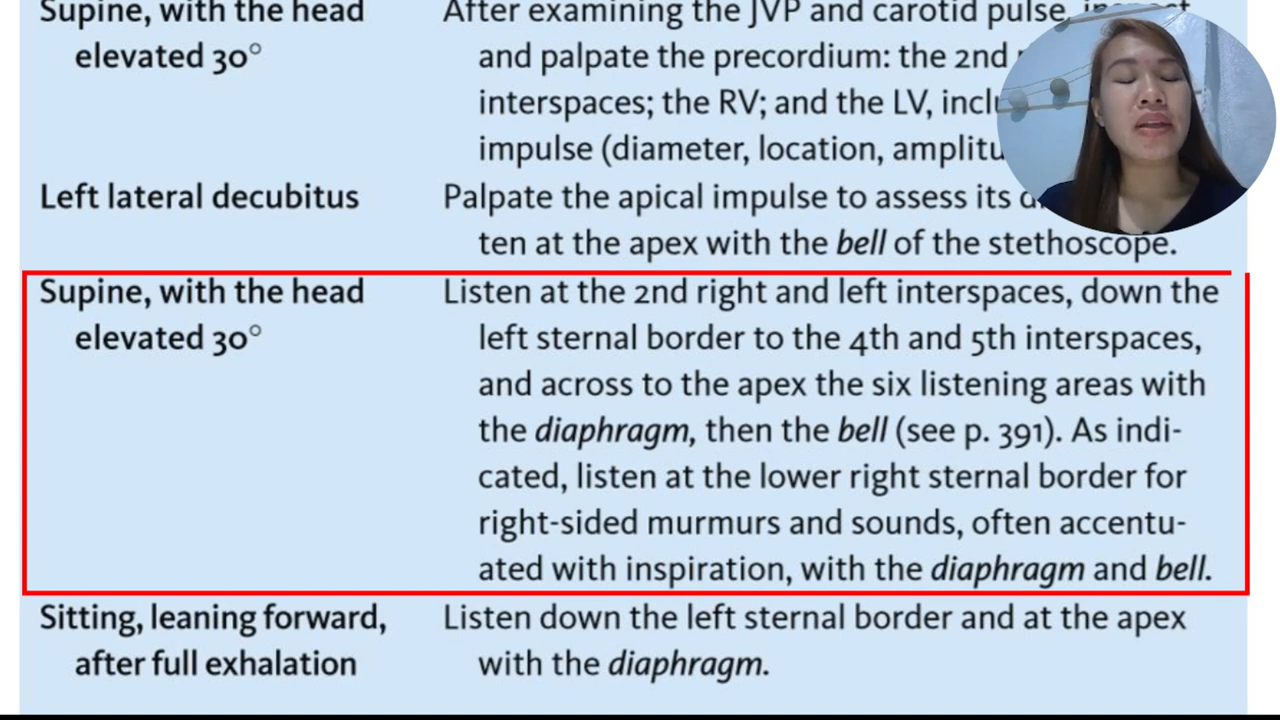 Supine, with the head
elevated 30°
After examining the JVP and carotid pulse,
and palpate the precordium: the 2nd
interspaces; the RV; and the LV,
impulse (diameter, location,
Left lateral decubitus
Palpate the apical impulse to assess its
ten at the apex with the bell of the stethoscope.
Supine, with the head
elevated 30°
Listen at the 2nd right and left interspaces, down the
left sternal border to the 4th and 5th interspaces,
and across to the apex the six listening areas with
the diaphragm, then the bell (see p. 391). As indi-
cated, listen at the lower right sternal border for
right-sided murmurs and sounds, often accentu-
ated with inspiration, with the diaphragm and bell.
Sitting, leaning forward,
after full exhalation
Listen down the left sternal border and at the apex
with the diaphragm.